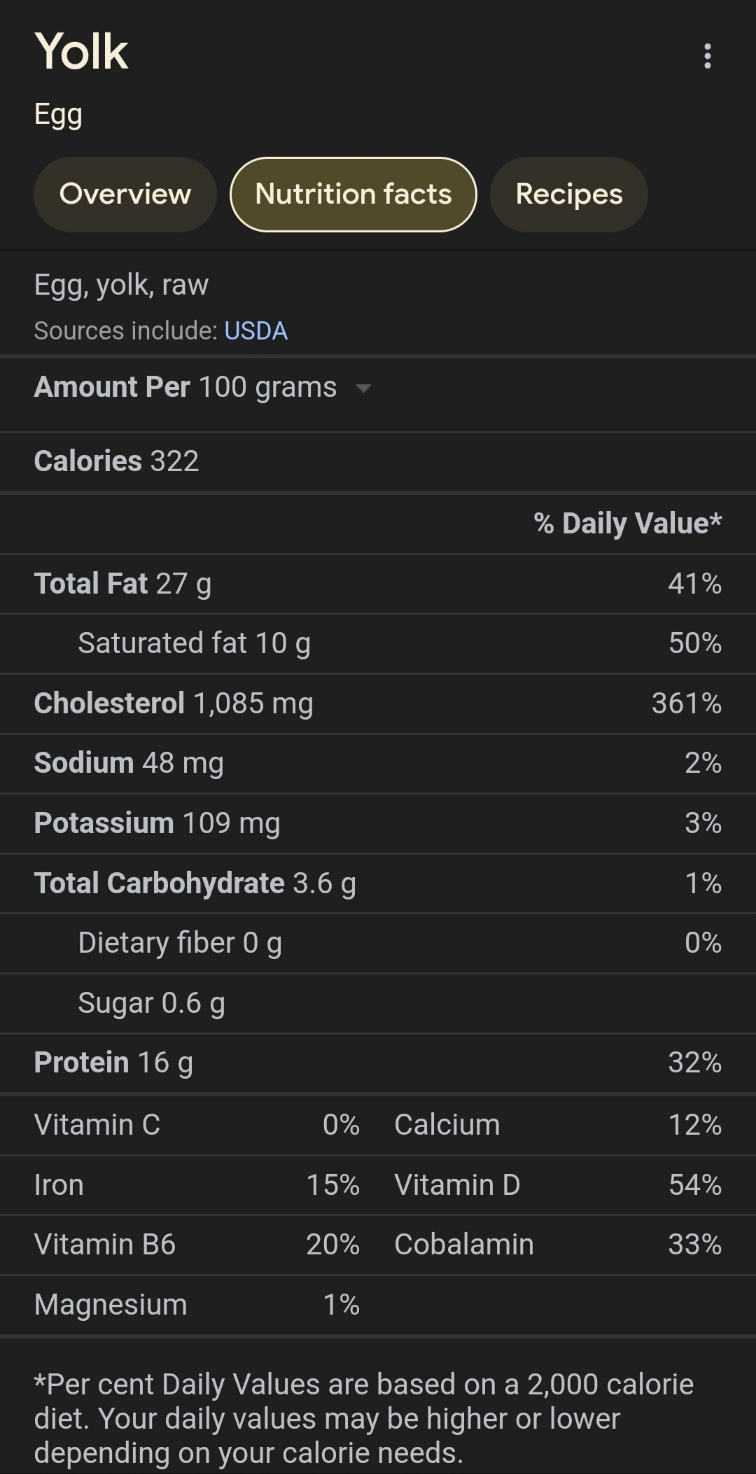 Yolk
Egg
Overview
Nutrition facts
Recipes
Egg, yolk, raw
Sources include: USDA
Amount Per 100 grams
Calories 322
% Daily Value*
Total Fat 27 g 41%
Saturated fat 10 g 50%
Cholesterol 1,085 mg 361%
Sodium 48 mg 2%
Potassium 109 mg 3%
Total Carbohydrate 3.6 g 1%
Dietary fiber 0 g 0%
Sugar 0.6 g
Protein 16 g 32%
Vitamin C 0% Calcium 12%
Iron 15% Vitamin D 54%
Vitamin B6 20% Cobalamin 33%
Magnesium 1%
*Per cent Daily Values are based on a 2,000 calorie
diet. Your daily values may be higher or lower
depending on your calorie needs.